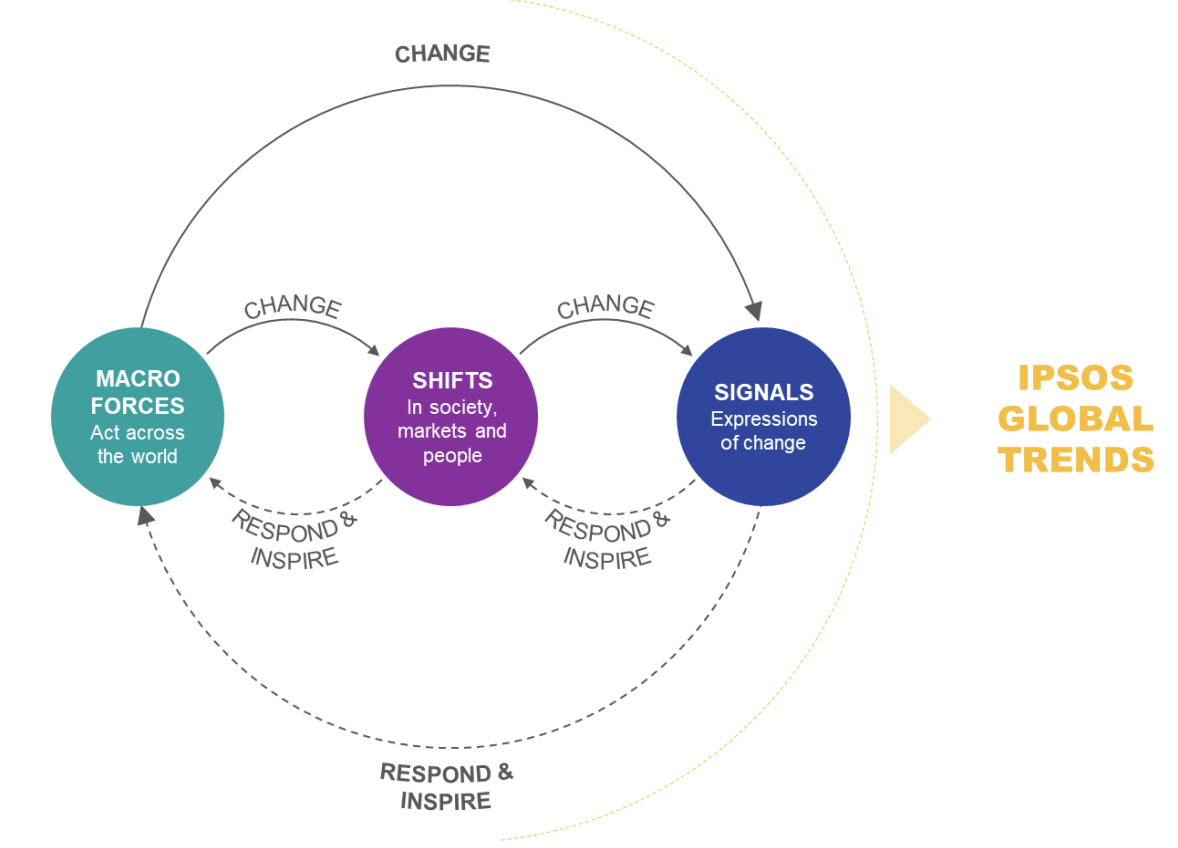 CHANGE
CHANGE
CHANGE
MACRO
FORCES
Act across
the world
SHIFTS
In society,
markets and
people
SIGNALS
Expressions
of change
IPSOS
GLOBAL
TRENDS
RESPOND &
INSPIRE
RESPOND &
INSPIRE
RESPOND &
INSPIRE